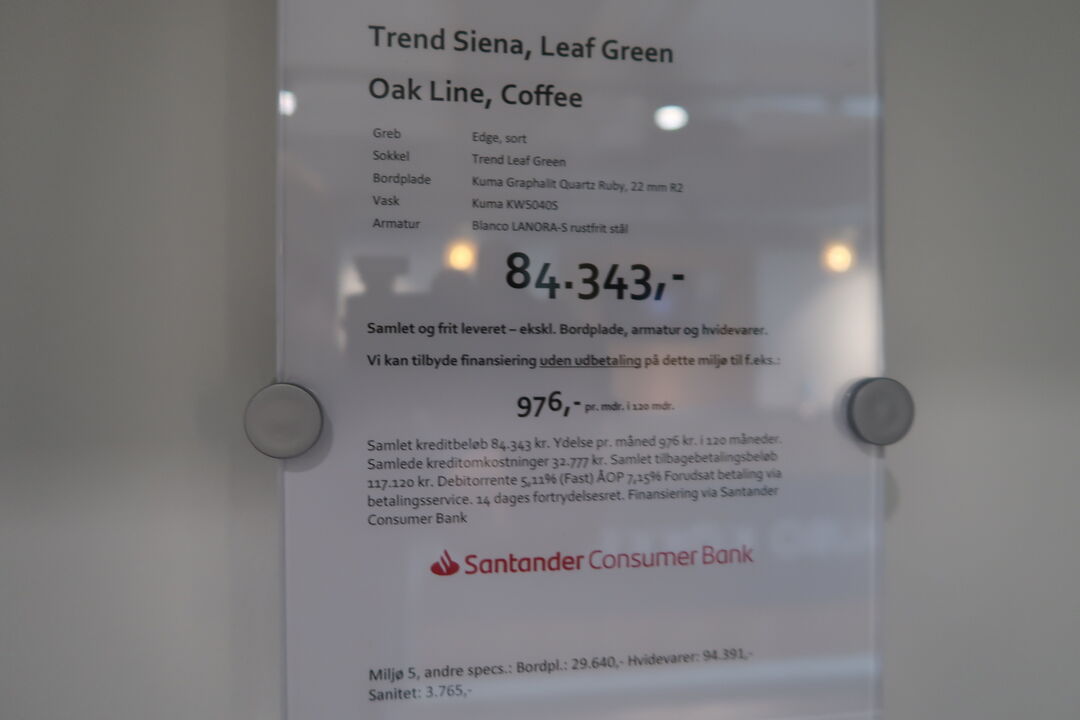 Trend Siena, Leaf Green
Oak Line, Coffee
Greb Edge, sort
Sokkel Trend Leaf Green
Bordplade Kuma Graphalit Quartz Ruby, 22 mm R2
Vask Kuma KW5040S
Armatur Blanco LANORA-S rustfrit stål
84.343,-
Samlet og frit leveret – ekskl. Bordplade, armatur og hvidevarer.
Vi kan tilbyde finansiering uden udbetaling på dette miljø til f.eks.:
976,- pr. mdr. i 120 mdr.
Samlet kreditbeløb 84.343 kr. Ydelse pr. måned 976 kr. i 120 måneder.
Samlede kreditomkostninger 32.777 kr. Samlet tilbagebetalingsbeløb
117.120 kr. Debitorrente 5,11% (Fast) ÅOP 7,15% Forudsat betaling via
betalingsservice. 14 dages fortrydelsesret. Finansiering via Santander
Consumer Bank
Santander Consumer Bank
Miljø 5, andre specs.: Bordpl.: 29.640,- Hvidevarer: 94.391,-
Sanitet: 3.765,-